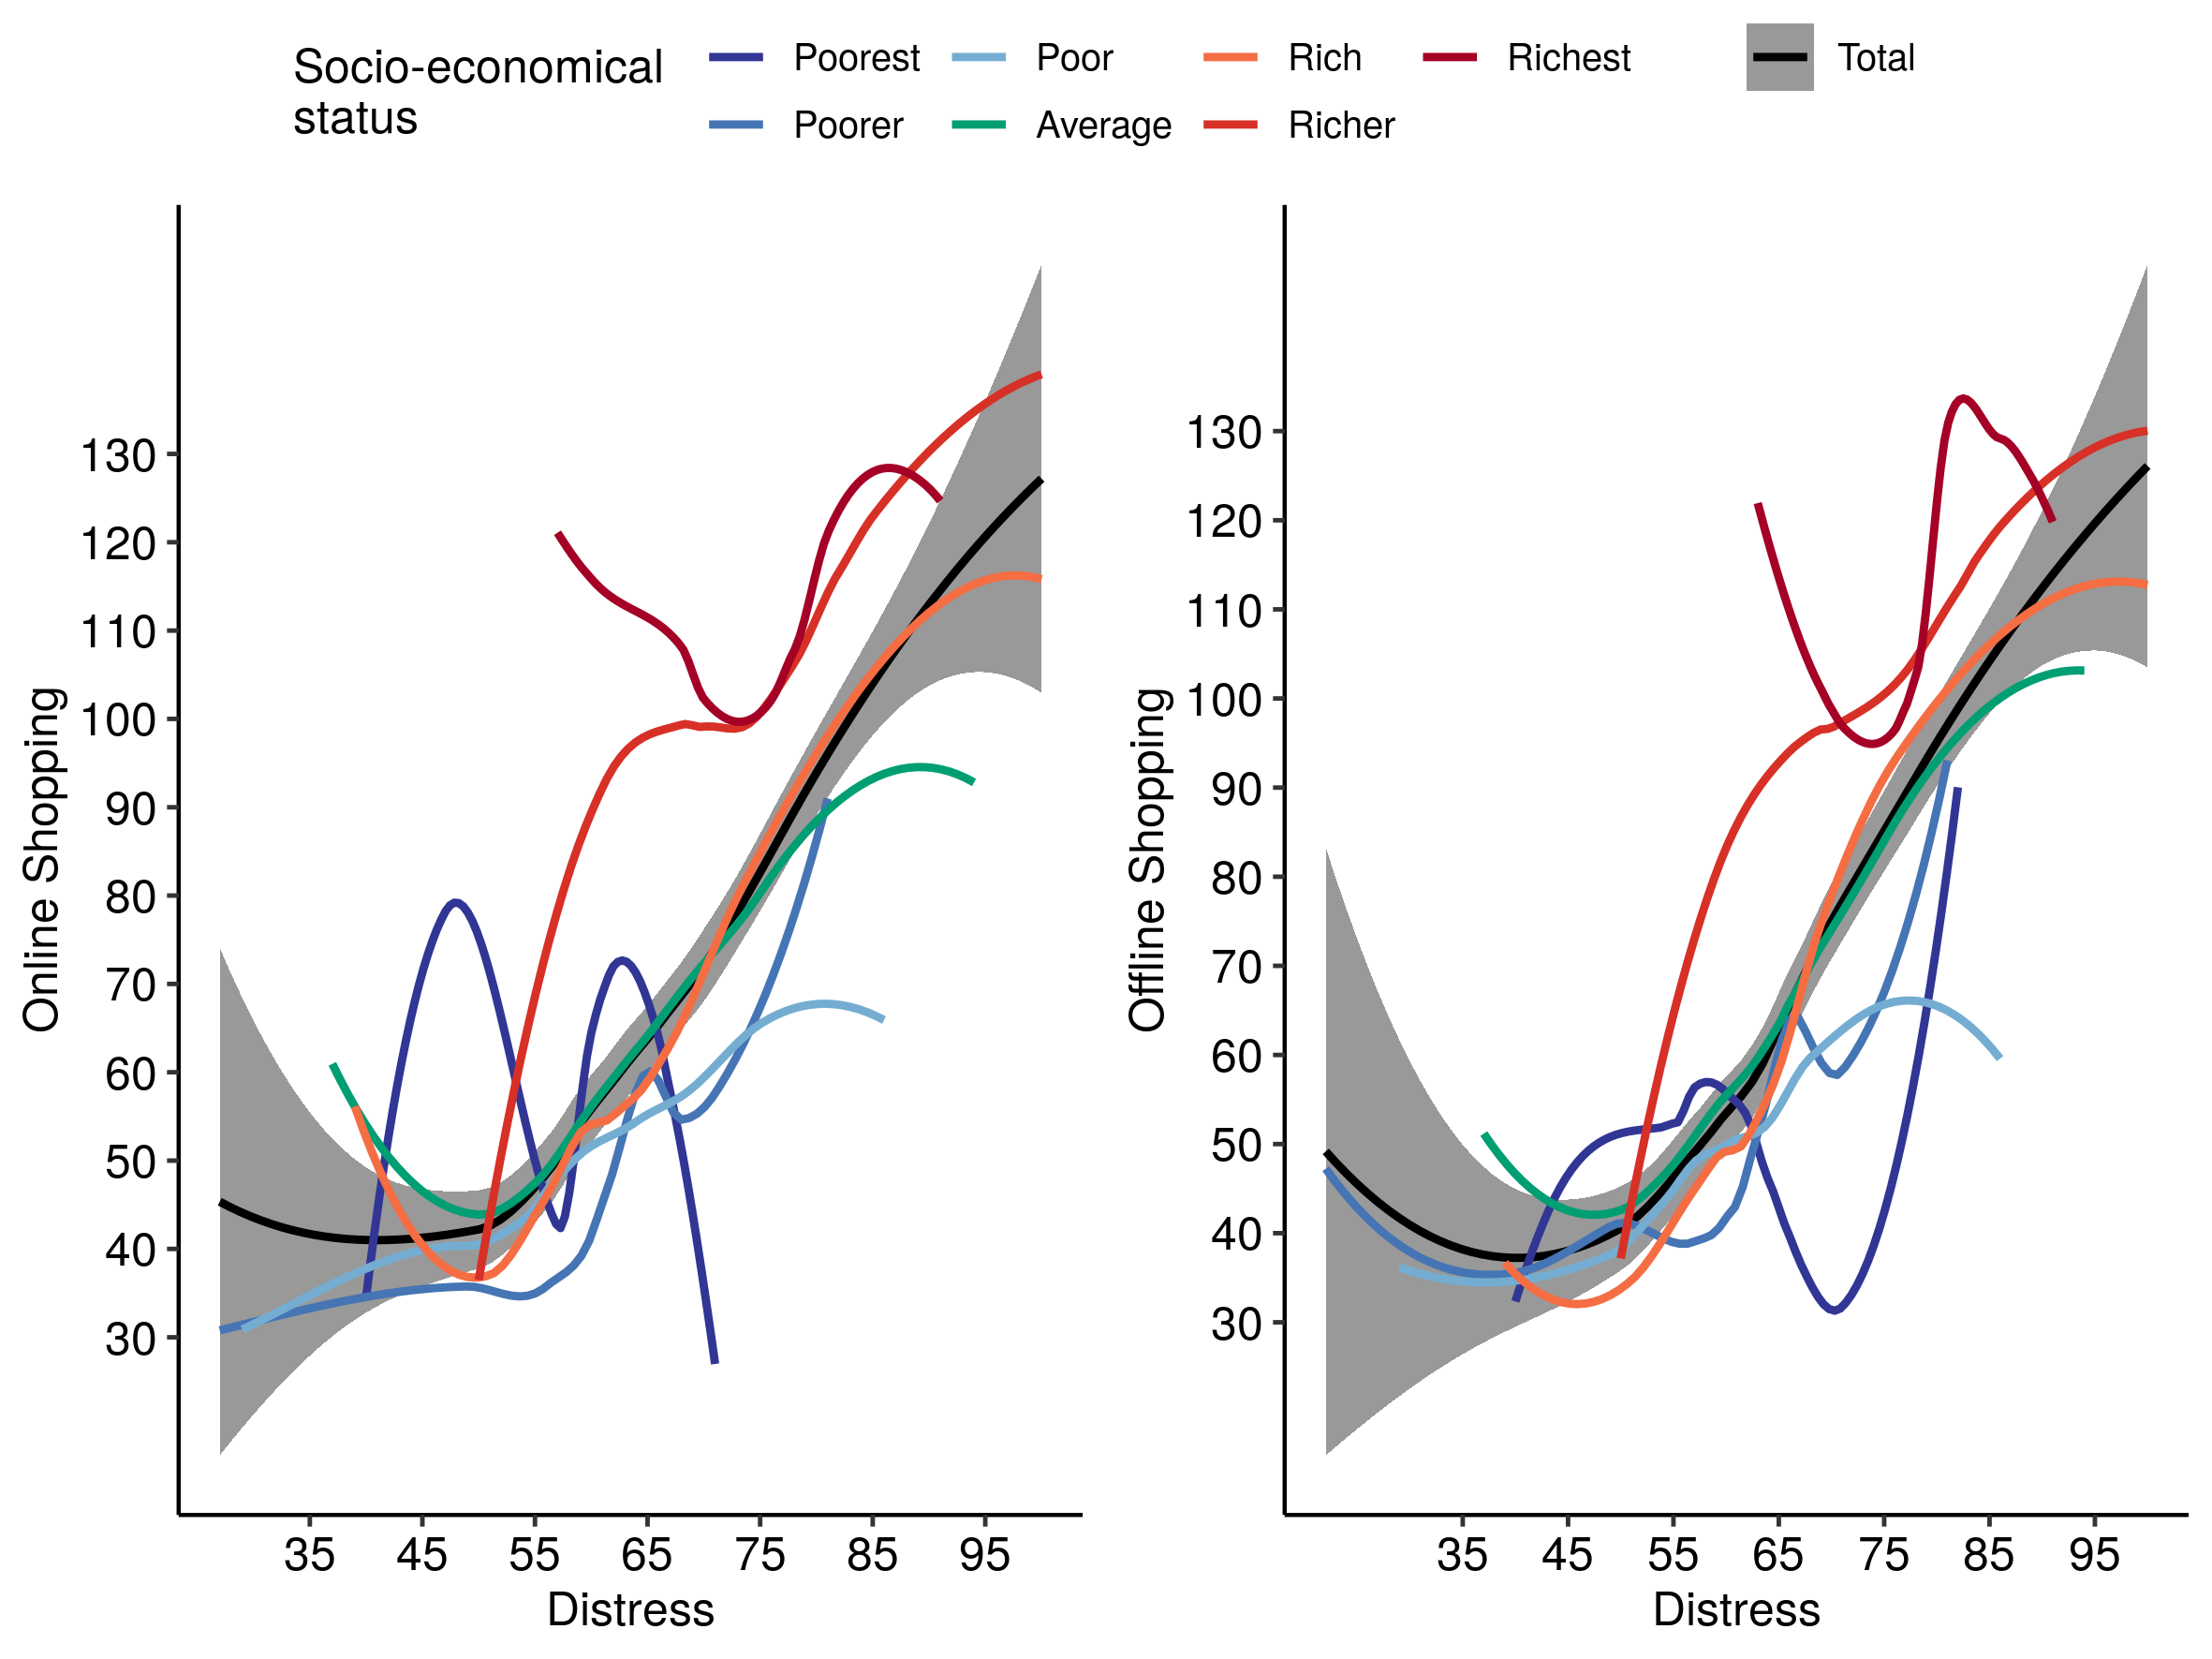 Socio-economical
status
Poorest
Poor
Rich
Richest
Total
Poorer
Average
Richer
Online Shopping
130
120
110
100
90
80
70
60
50
40
30
35 45 55 65 75 85 95
Distress
Offline Shopping
130
120
110
100
90
80
70
60
50
40
30
35 45 55 65 75 85 95
Distress